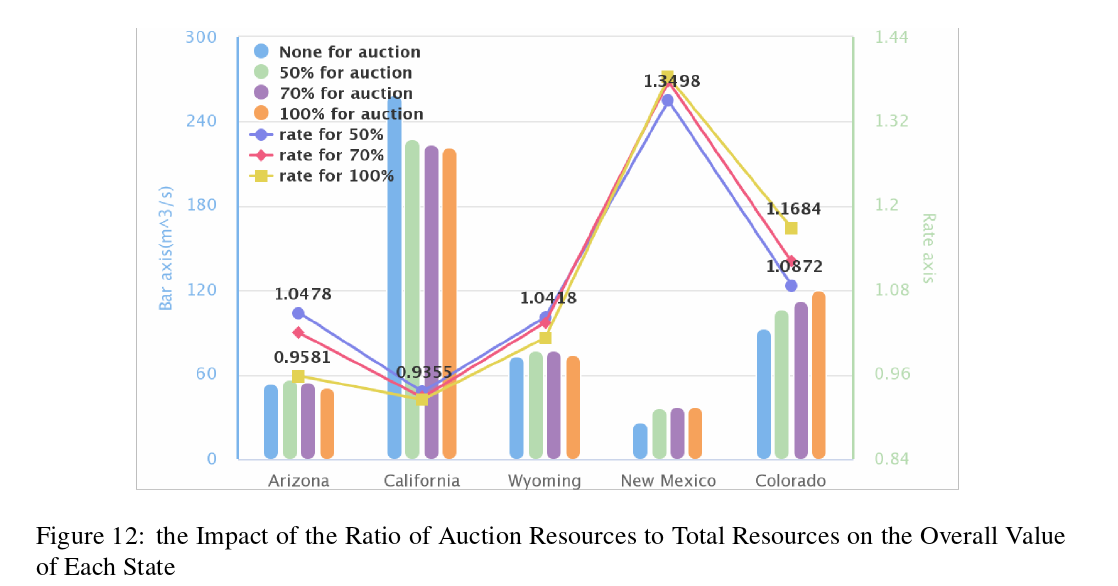 300
240
180
120
60
0
Bar axis(m^3/s)
None for auction
50% for auction
70% for auction
100% for auction
rate for 50%
rate for 70%
rate for 100%
1.0478
0.9581
0.9355
1.0418
1.3498
1.1684
1.0872
1.44
1.32
1.2
1.08
0.96
0.84
Rate axis
Arizona
California
Wyoming
New Mexico
Colorado
Figure 12: the Impact of the Ratio of Auction Resources to Total Resources on the Overall Value
of Each State